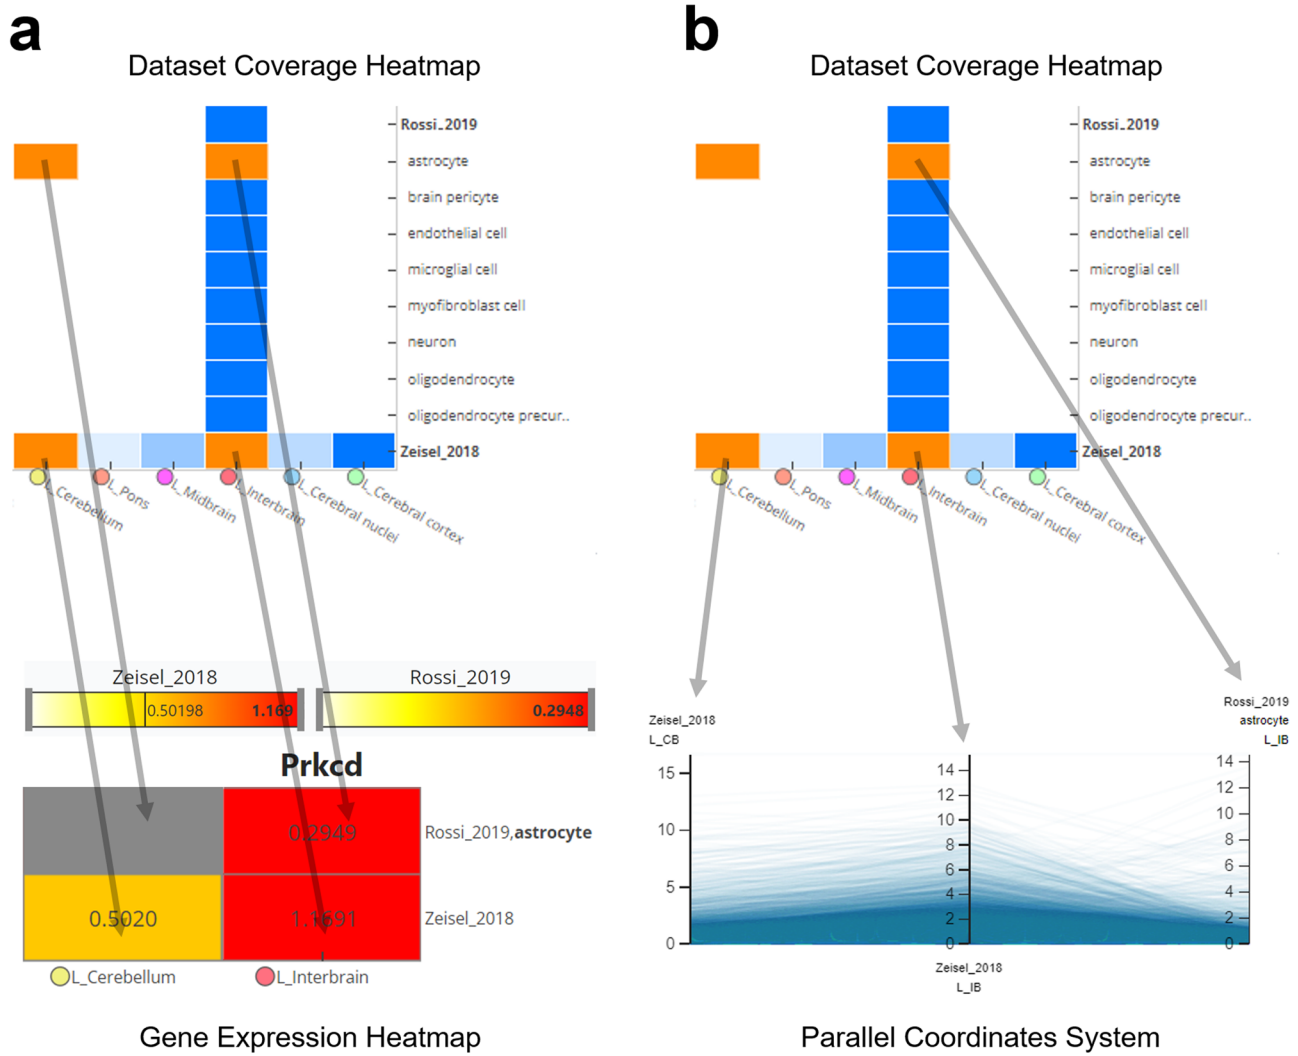 a
Dataset Coverage Heatmap
Rossi_2019
astrocyte
brain pericyte
endothelial cell
microglial cell
myofibroblast cell
neuron
oligodendrocyte
oligodendrocyte precur..
Zeisel_2018
L_Cerebellum
L_Pons
L_Midbrain
L_Interbrain
L_Cerebral nuclei
L_Cerebral cortex
Zeisel_2018
Rossi_2019
0.50198
1.169
0.2948
Prkcd
0.2949
Rossi_2019,astrocyte
0.5020
1.1691
Zeisel_2018
L_Cerebellum
L_Interbrain
Gene Expression Heatmap
b
Dataset Coverage Heatmap
Rossi_2019
astrocyte
brain pericyte
endothelial cell
microglial cell
myofibroblast cell
neuron
oligodendrocyte
oligodendrocyte precur..
Zeisel_2018
L_Cerebellum
L_Pons
L_Midbrain
L_Interbrain
L_Cerebral nuclei
L_Cerebral cortex
Zeisel_2018
L_CB
Rossi_2019
astrocyte
L_IB
15
10
5
0
14
12
10
8
6
4
2
0
14
12
10
8
6
4
2
0
Zeisel_2018
L_IB
Parallel Coordinates System